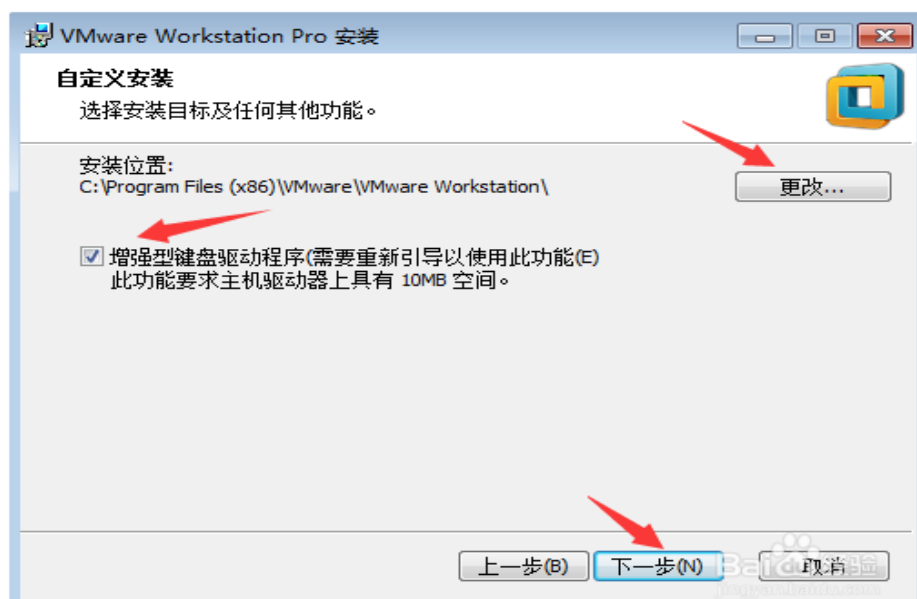 VMware Workstation Pro 安装
自定义安装
选择安装目标及任何其他功能。
安装位置:
C:\Program Files (x86)\VMware\VMware Workstation\
更改...
增强型键盘驱动程序(需要重新引导以使用此功能(E)
此功能要求主机驱动器上具有 10MB 空间。
上一步(B)
下一步(N)
取消